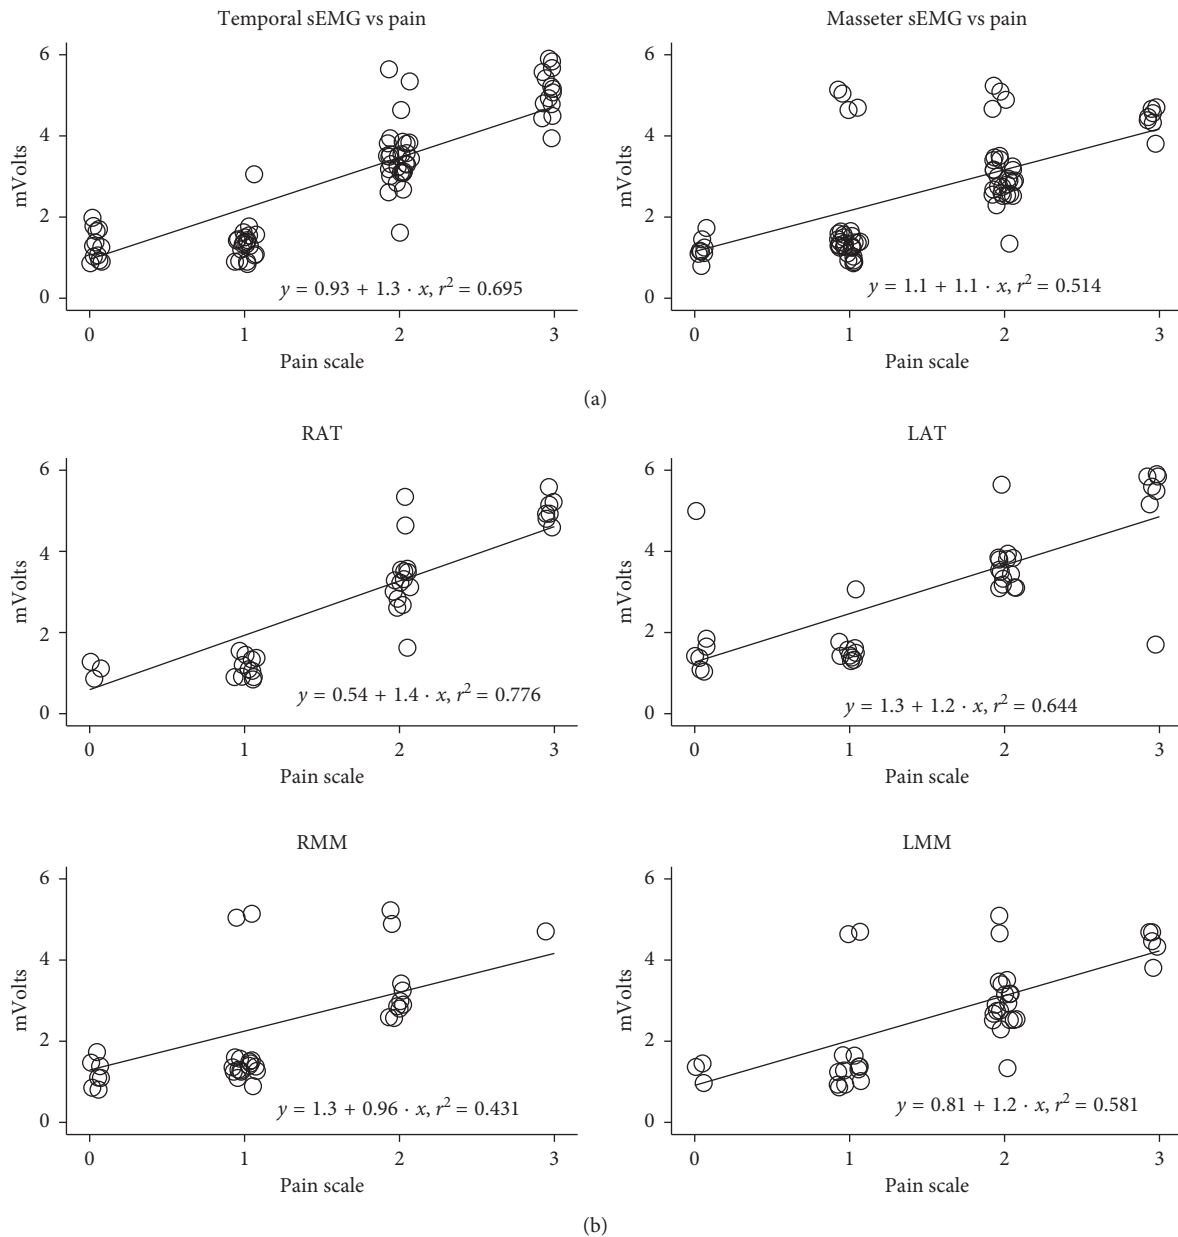 Temporal sEMG vs pain
6
4
2
0
mVolts
y = 0.93 + 1.3 · x, r² = 0.695
0 1 2 3
Pain scale
Masseter sEMG vs pain
6
4
2
0
mVolts
y = 1.1 + 1.1 · x, r² = 0.514
0 1 2 3
Pain scale
(a)
RAT
6
4
2
0
mVolts
y = 0.54 + 1.4 · x, r² = 0.776
0 1 2 3
Pain scale
LAT
6
4
2
0
mVolts
y = 1.3 + 1.2 · x, r² = 0.644
0 1 2 3
Pain scale
RMM
6
4
2
0
mVolts
y = 1.3 + 0.96 · x, r² = 0.431
0 1 2 3
Pain scale
LMM
6
4
2
0
mVolts
y = 0.81 + 1.2 · x, r² = 0.581
0 1 2 3
Pain scale
(b)